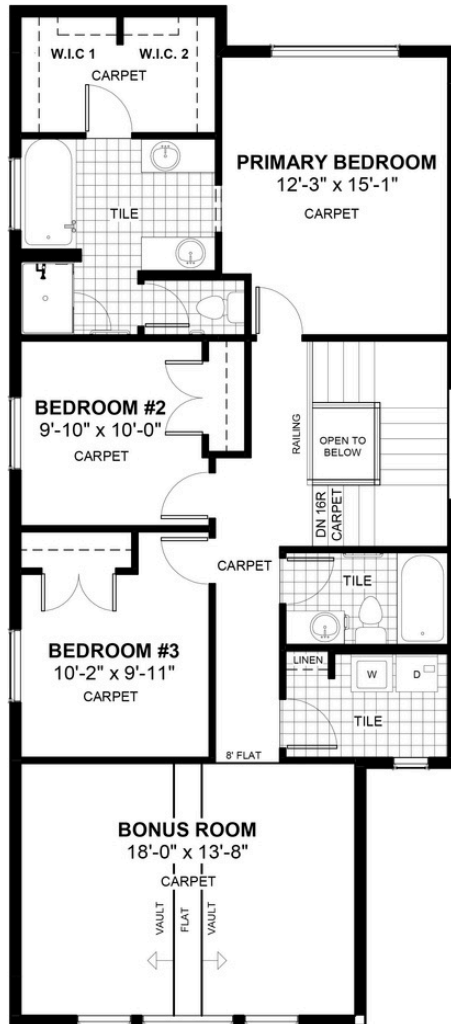 W.I.C 1
W.I.C. 2
CARPET
PRIMARY BEDROOM
12'-3" x 15'-1"
CARPET
TILE
BEDROOM #2
9'-10" x 10'-0"
CARPET
RAILING
OPEN TO
BELOW
DN 16R
CARPET
CARPET
TILE
BEDROOM #3
10'-2" x 9'-11"
CARPET
LINEN
W
D
TILE
8' FLAT
BONUS ROOM
18'-0" x 13'-8"
CARPET
VAULT
FLAT
VAULT